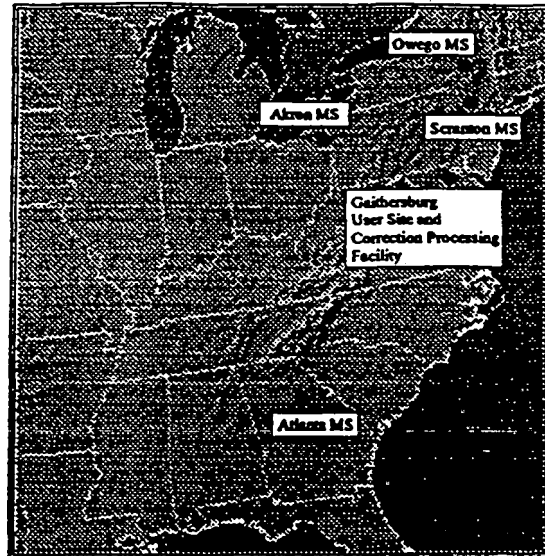 Owego MS
Akron MS
Scranton MS
Gaithersburg
User Site and
Correction Processing
Facility
Atlanta MS